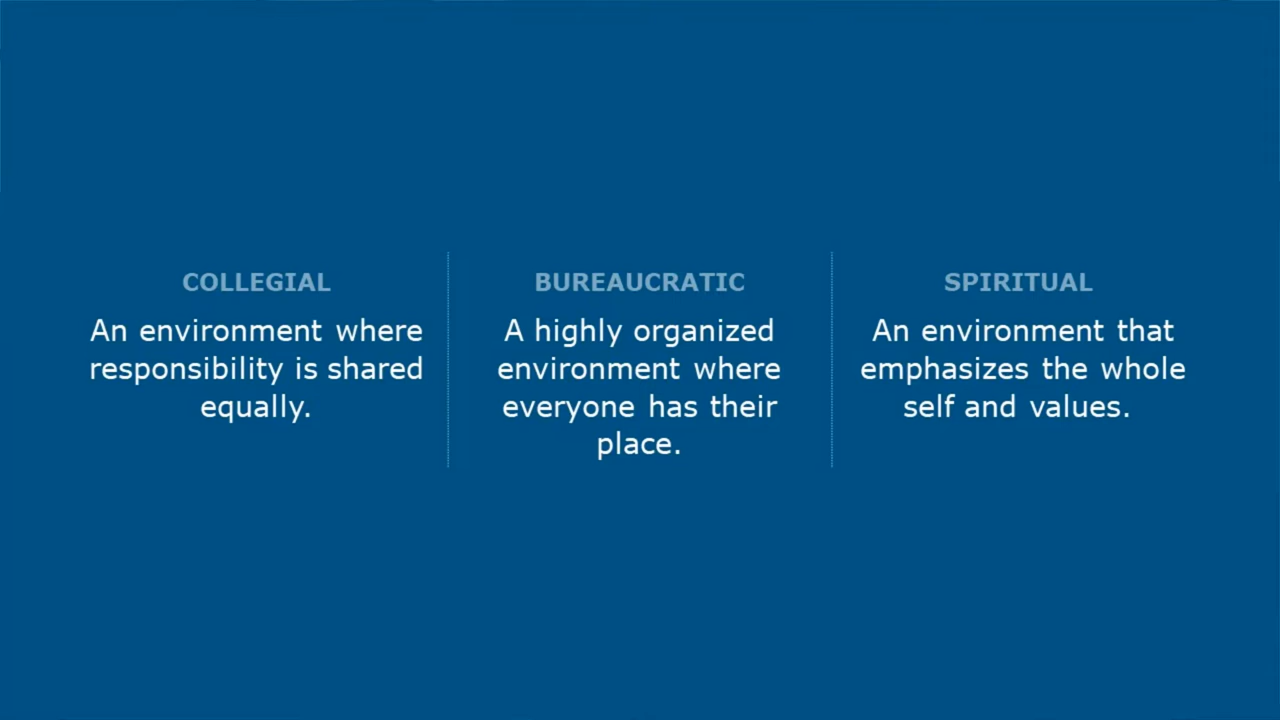 COLLEGIAL
An environment where
responsibility is shared
equally.
BUREAUCRATIC
A highly organized
environment where
everyone has their
place.
SPIRITUAL
An environment that
emphasizes the whole
self and values.